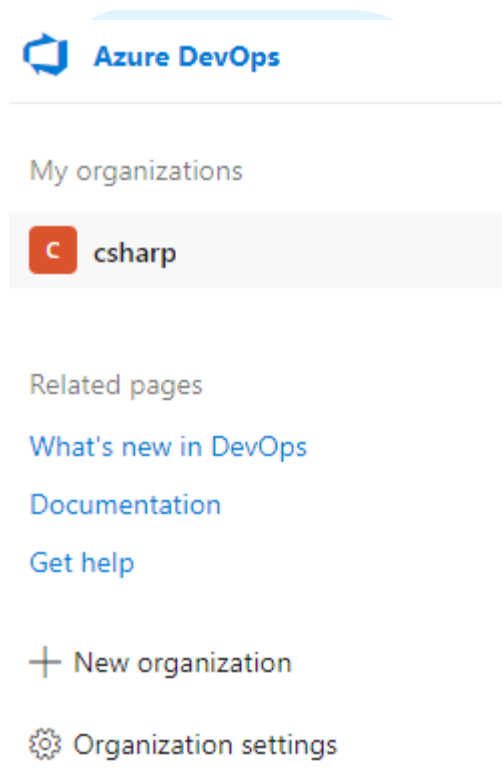 Azure DevOps
My organizations
C csharp
Related pages
What's new in DevOps
Documentation
Get help
New organization
Organization settings